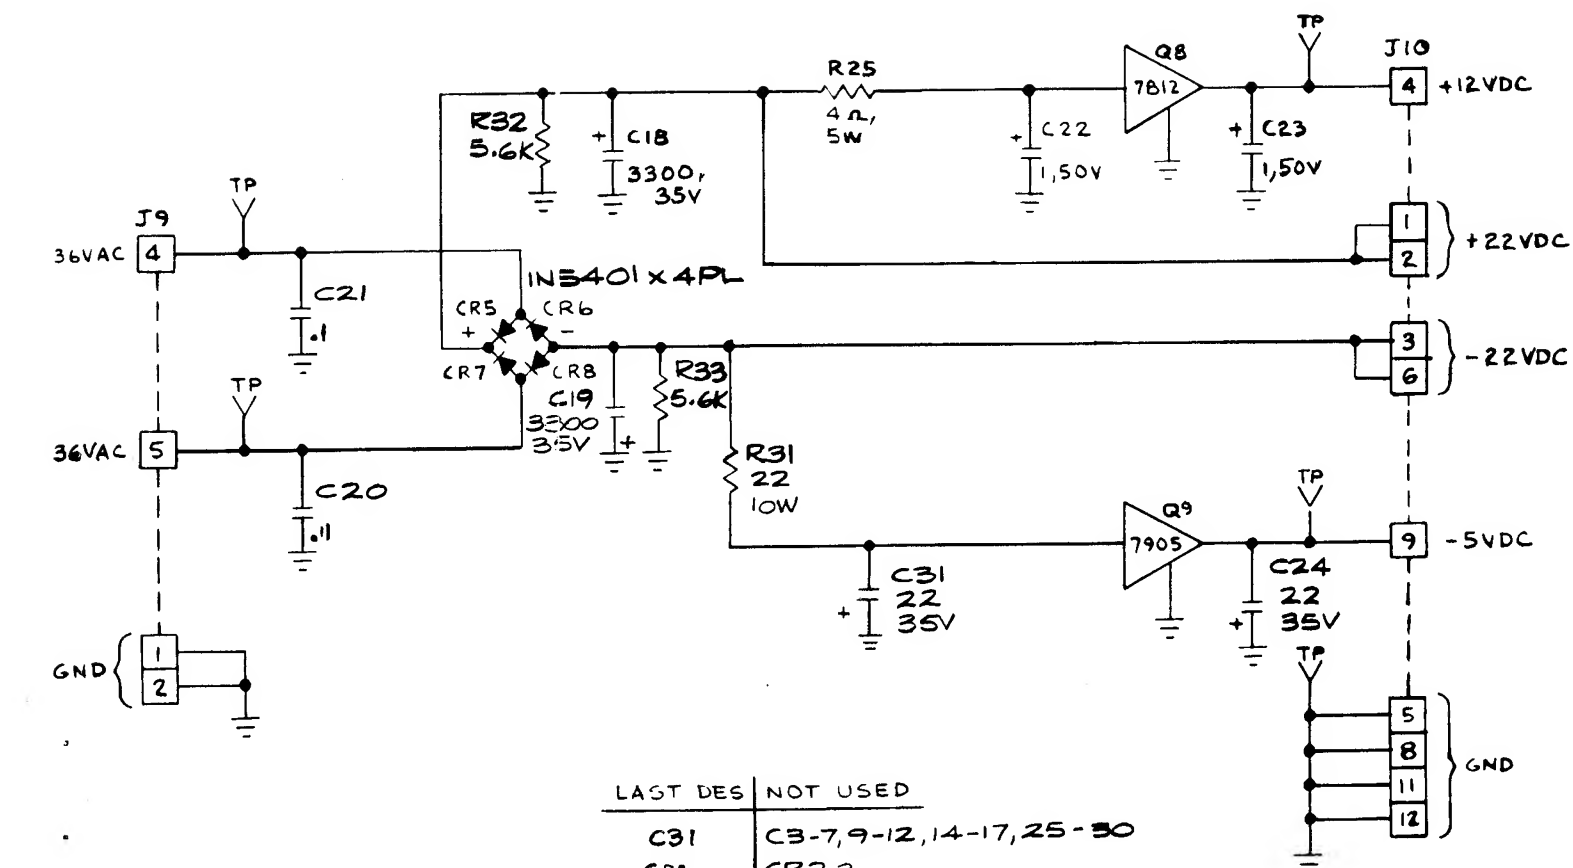 TP
J10
Q8
R25
7812
4
+12VDC
4Ω,
5W
R32
5.6K
+
C18
3300,
35V
+
C22
1,50V
+
C23
1,50V
TP
J9
36VAC
4
1
2
+22VDC
1N5401 x 4PL
C21
.1
CR5
CR6
+
-
CR7
CR8
3
6
-22VDC
TP
C19
3300
35V
+
R33
5.6K
36VAC
5
R31
22
10W
C20
.1
TP
Q9
7905
9
-5VDC
C31
22
35V
+
C24
22
35V
+
GND
1
2
TP
5
8
11
12
GND
LAST DES NOT USED
C31 C3-7,9-12,14-17,25-30